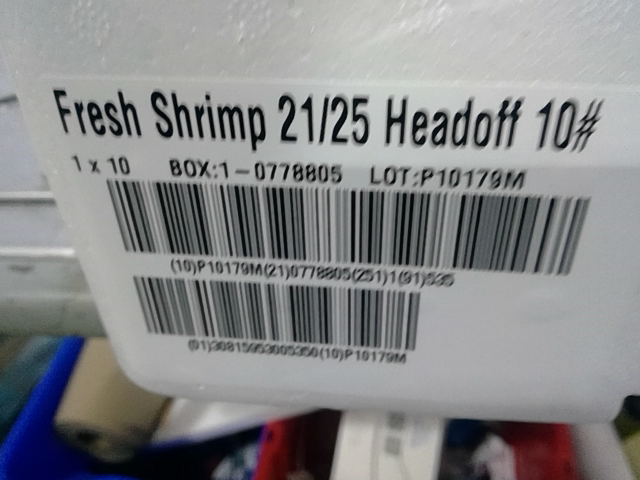 Fresh Shrimp 21/25 Headoff 10#
1 x 10 BOX:1-0778805 LOT:P10179M
(10)P10179M(21)0778805(251)1(91)535
(01)30815953005350(10)P10179M